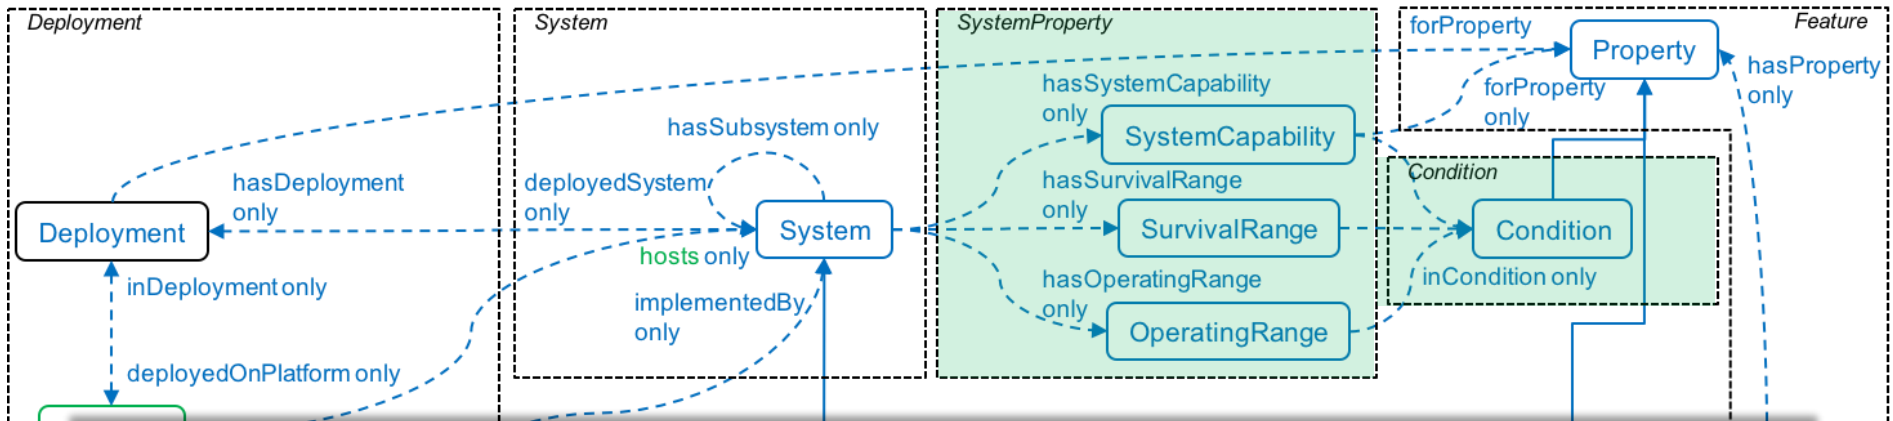 Deployment
System
SystemProperty
Feature
forProperty
Property
hasProperty
only
hasSystemCapability
only
forProperty
only
SystemCapability
hasSubsystem only
hasDeployment
only
deployedSystem
only
hasSurvivalRange
only
Condition
Deployment
System
SurvivalRange
Condition
hosts only
inDeployment only
implementedBy
only
hasOperatingRange
only
inCondition only
OperatingRange
deployedOnPlatform only